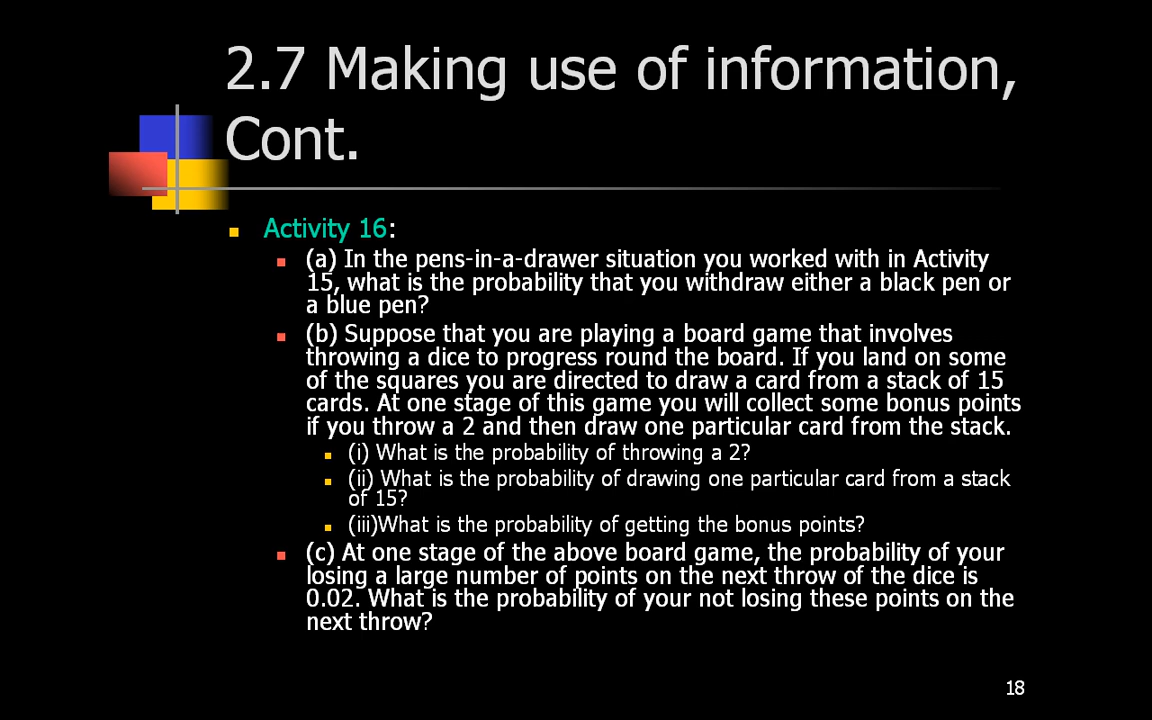 2.7 Making use of information,
Cont.
Activity 16:
(a) In the pens-in-a-drawer situation you worked with in Activity
15, what is the probability that you withdraw either a black pen or
a blue pen?
(b) Suppose that you are playing a board game that involves
throwing a dice to progress round the board. If you land on some
of the squares you are directed to draw a card from a stack of 15
cards. At one stage of this game you will collect some bonus points
if you throw a 2 and then draw one particular card from the stack.
(i) What is the probability of throwing a 2?
(ii) What is the probability of drawing one particular card from a stack
of 15?
(iii)What is the probability of getting the bonus points?
(c) At one stage of the above board game, the probability of your
losing a large number of points on the next throw of the dice is
0.02. What is the probability of your not losing these points on the
next throw?
18